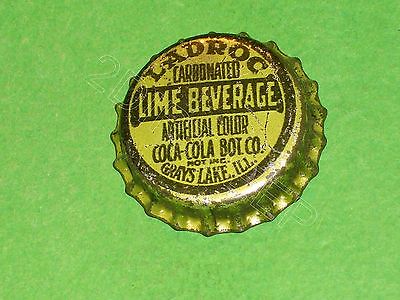 LADROC
CARBONATED
LIME BEVERAGE
ARTIFICIAL COLOR
COCA-COLA BOT CO.
NOT INC.
GRAYS LAKE, ILL.